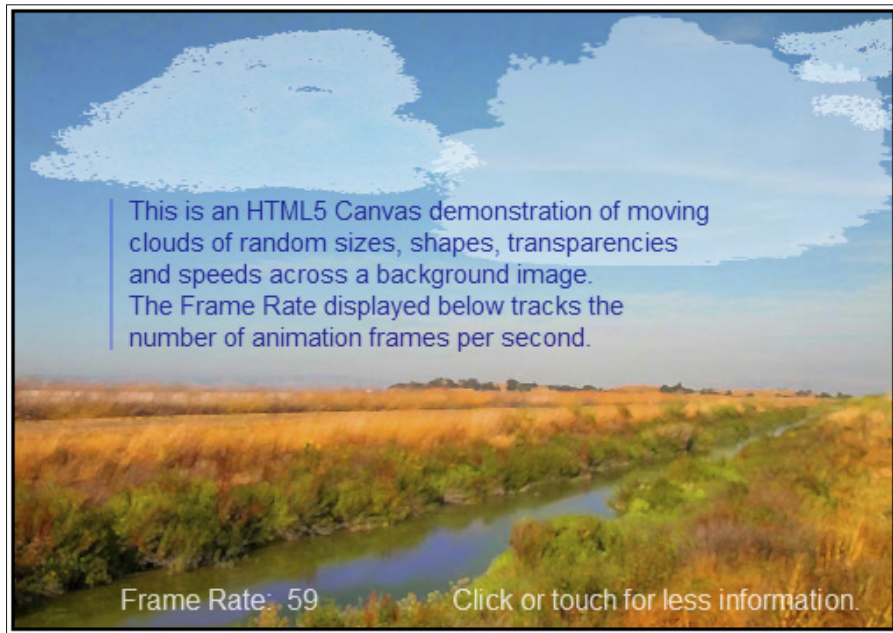 This is an HTML5 Canvas demonstration of moving
clouds of random sizes, shapes, transparencies
and speeds across a background image.
The Frame Rate displayed below tracks the
number of animation frames per second.
Frame Rate: 59
Click or touch for less information.